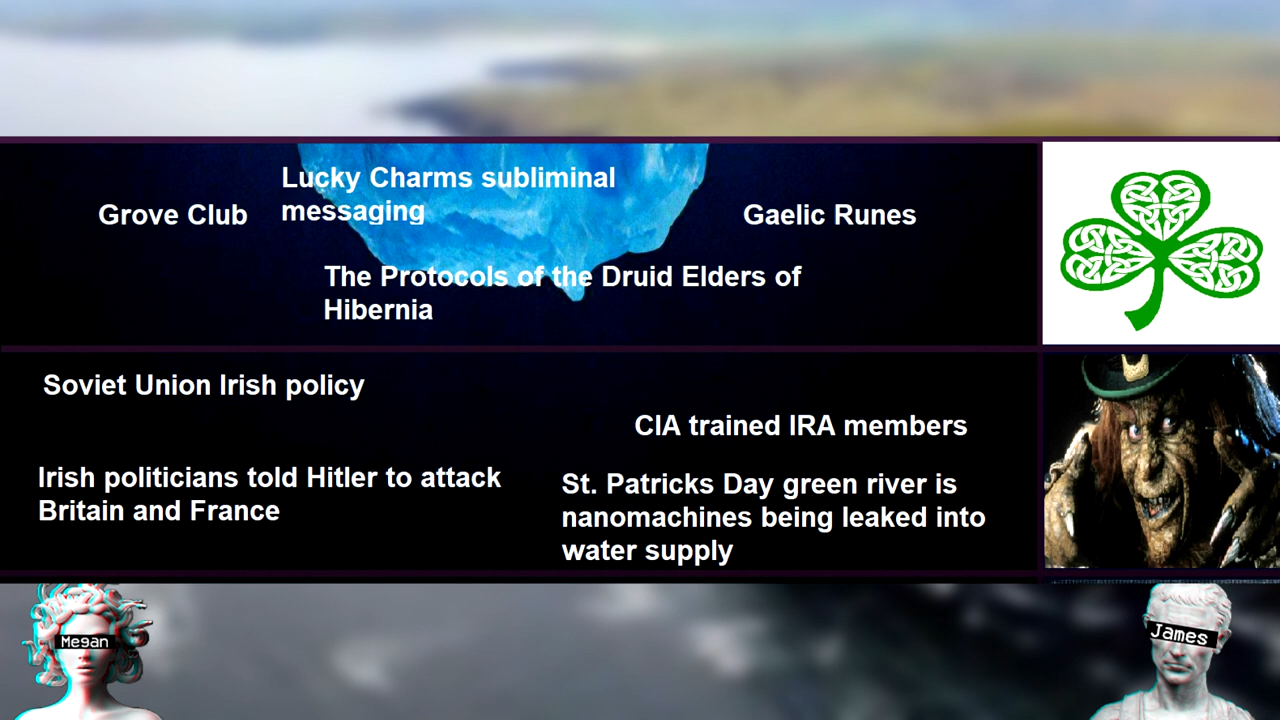 Lucky Charms subliminal
messaging
Grove Club
Gaelic Runes
The Protocols of the Druid Elders of
Hibernia
Soviet Union Irish policy
CIA trained IRA members
Irish politicians told Hitler to attack
Britain and France
St. Patricks Day green river is
nanomachines being leaked into
water supply
Megan
James